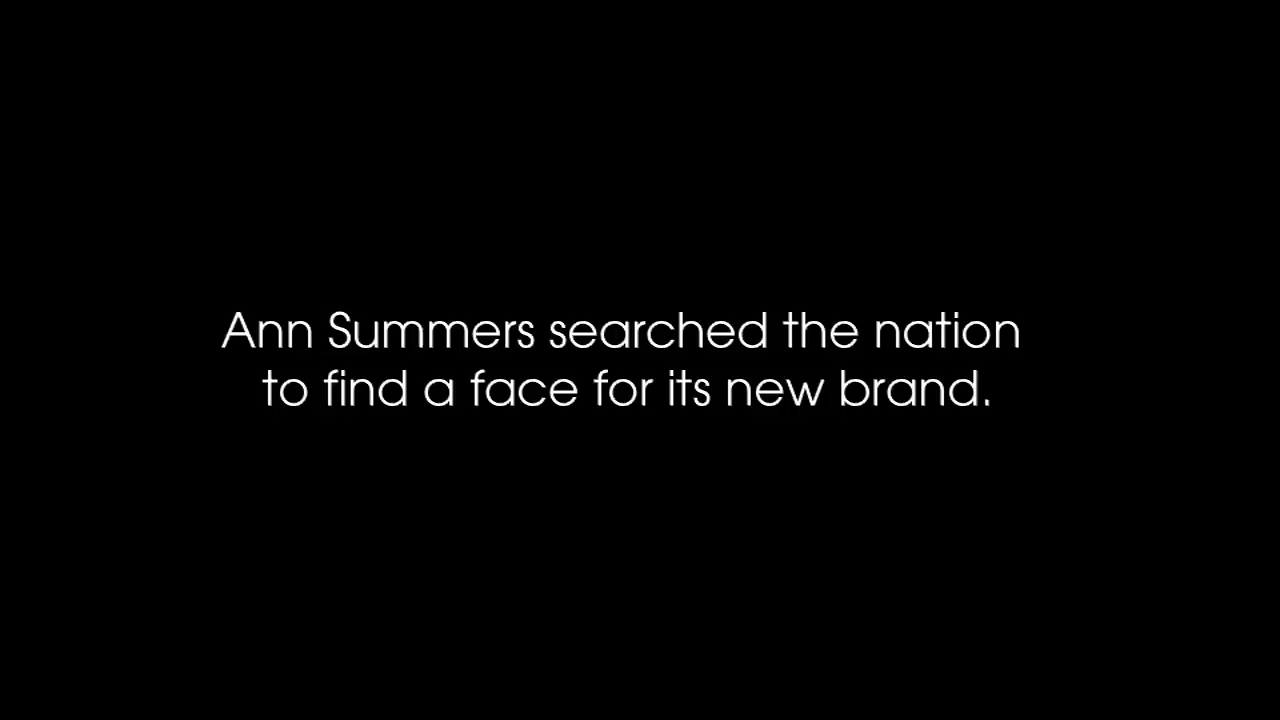 Ann Summers searched the nation
to find a face for its new brand.